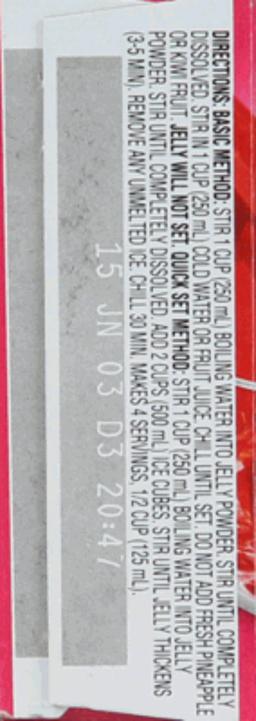 DIRECTIONS: BASIC METHOD: STIR 1 CUP (250 mL) BOILING WATER INTO JELLY POWDER. STIR UNTIL COMPLETELY
DISSOLVED. STIR IN 1 CUP (250 mL) COLD WATER OR FRUIT JUICE. CHILL UNTIL SET. DO NOT ADD FRESH PINEAPPLE
OR KIWI FRUIT. JELLY WILL NOT SET. QUICK SET METHOD: STIR 1 CUP (250 mL) BOILING WATER INTO JELLY
POWDER. STIR UNTIL COMPLETELY DISSOLVED. ADD 2 CUPS (500 mL) ICE CUBES. STIR UNTIL JELLY THICKENS
(3-5 MIN). REMOVE ANY UNMELTED ICE. CHILL 30 MIN. MAKES 4 SERVINGS, 1/2 CUP (125 mL).
15 JN 03 D3 20:47